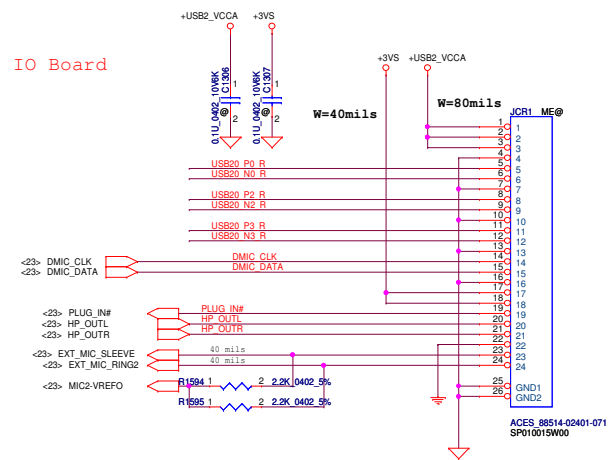 +USB2_VCCA +3VS
IO Board
+3VS +USB2_VCCA
0.1U_0402_10V6K
@ C1306
1
2
0.1U_0402_10V6K
@ C1307
1
2
W=40mils
W=80mils
JCR1 ME@
1 1
2 2
3 3
4 4
USB20_P0_R 5 5
USB20_N0_R 6 6
7 7
USB20_P2_R 8 8
USB20_N2_R 9 9
10 10
USB20_P3_R 11 11
USB20_N3_R 12 12
13 13
<23> DMIC_CLK DMIC_CLK 14 14
<23> DMIC_DATA DMIC_DATA 15 15
16 16
17 17
18 18
<23> PLUG_IN# PLUG_IN# 19 19
<23> HP_OUTL HP_OUTL 20 20
<23> HP_OUTR HP_OUTR 21 21
22 22
<23> EXT_MIC_SLEEVE 40 mils 23 23
<23> EXT_MIC_RING2 40 mils 24 24
<23> MIC2-VREFO
R1594 1 2 2.2K_0402_5%
R1595 1 2 2.2K_0402_5%
25 GND1
26 GND2
ACES_88514-02401-071
SP010015W00